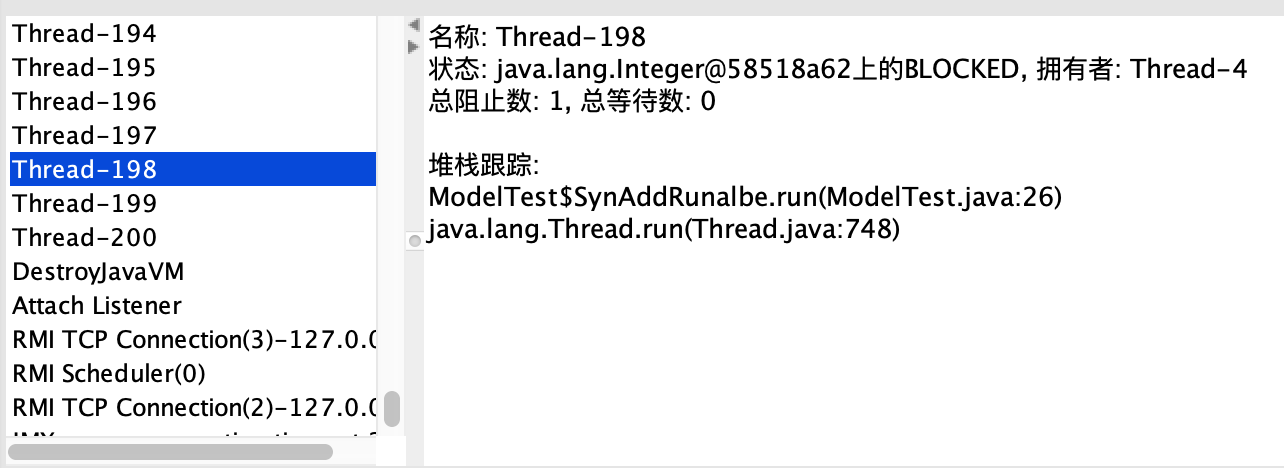 Thread-194
Thread-195
Thread-196
Thread-197
Thread-198
Thread-199
Thread-200
DestroyJavaVM
Attach Listener
RMI TCP Connection(3)-127.0.0
RMI Scheduler(0)
RMI TCP Connection(2)-127.0.0
名称: Thread-198
状态: java.lang.Integer@58518a62上的BLOCKED, 拥有者: Thread-4
总阻止数: 1, 总等待数: 0
堆栈跟踪:
ModelTest$SynAddRunalbe.run(ModelTest.java:26)
java.lang.Thread.run(Thread.java:748)